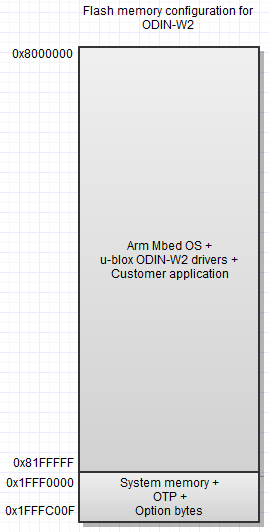 Flash memory configuration for
ODIN-W2
0x8000000
Arm Mbed OS +
u-blox ODIN-W2 drivers +
Customer application
0x81FFFFF
0x1FFF0000
System memory +
OTP +
0x1FFFC00F
Option bytes